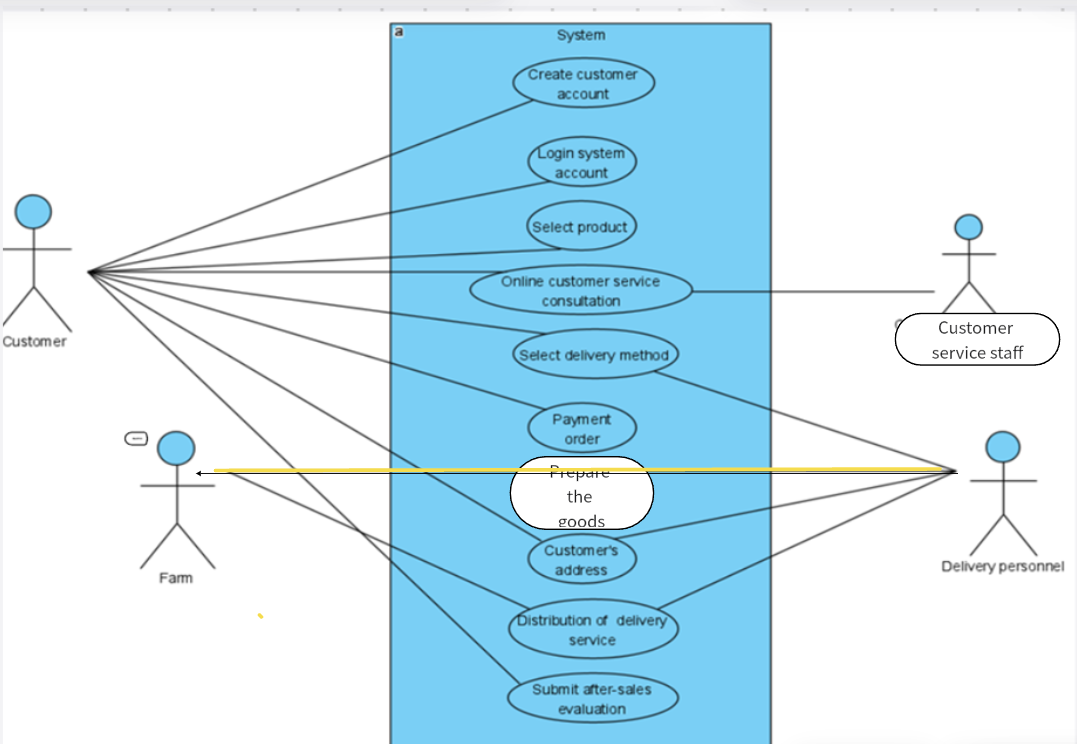 a
System
Create customer
account
Login system
account
Select product
Online customer service
consultation
Select delivery method
Payment
order
Prepare
the
goods
Customer's
address
Distribution of delivery
service
Submit after-sales
evaluation
Customer
Farm
Customer
service staff
Delivery personnel